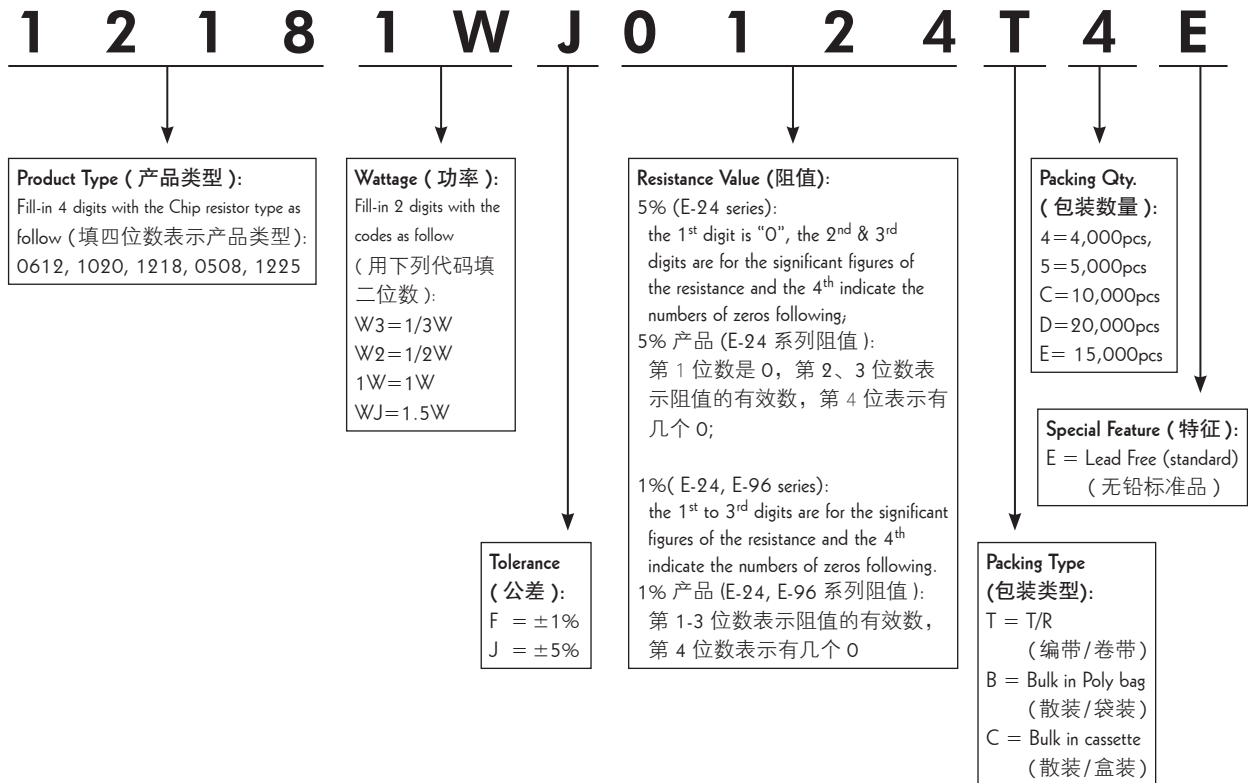 1 2 1 8 1 W J 0 1 2 4 T 4 E
Product Type ( 产品类型 ):
Fill-in 4 digits with the Chip resistor type as
follow (填四位数表示产品类型):
0612, 1020, 1218, 0508, 1225
Wattage ( 功率 ):
Fill-in 2 digits with the
codes as follow
( 用下列代码填
二位数 ):
W3=1/3W
W2=1/2W
1W=1W
WJ=1.5W
Tolerance
( 公差 ):
F = ±1%
J = ±5%
Resistance Value (阻值):
5% (E-24 series):
the 1st digit is “0”, the 2nd & 3rd
digits are for the significant figures of
the resistance and the 4th indicate the
numbers of zeros following;
5% 产品 (E-24 系列阻值 ):
第 1 位数是 0，第 2、3 位数表
示阻值的有效数，第 4 位表示有
几个 0;
1%( E-24, E-96 series):
the 1st to 3rd digits are for the significant
figures of the resistance and the 4th
indicate the numbers of zeros following.
1% 产品 (E-24, E-96 系列阻值 ):
第 1-3 位数表示阻值的有效数，
第 4 位数表示有几个 0
Packing Type
(包装类型):
T = T/R
( 编带/卷带 )
B = Bulk in Poly bag
( 散装/袋装 )
C = Bulk in cassette
( 散装/盒装 )
Packing Qty.
( 包装数量 ):
4=4,000pcs,
5=5,000pcs
C=10,000pcs
D=20,000pcs
E= 15,000pcs
Special Feature ( 特征 ):
E = Lead Free (standard)
( 无铅标准品 )